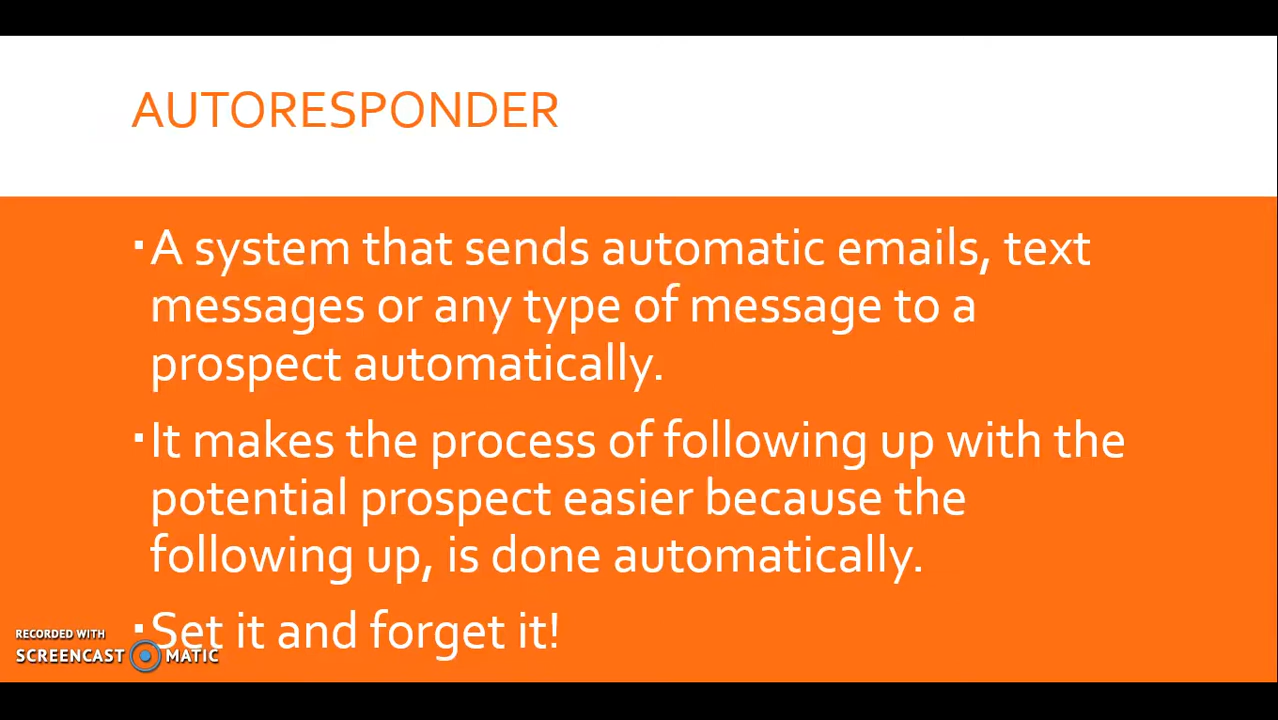 AUTORESPONDER
▪A system that sends automatic emails, text
messages or any type of message to a
prospect automatically.
▪It makes the process of following up with the
potential prospect easier because the
following up, is done automatically.
▪Set it and forget it!
RECORDED WITH
SCREENCAST MATIC